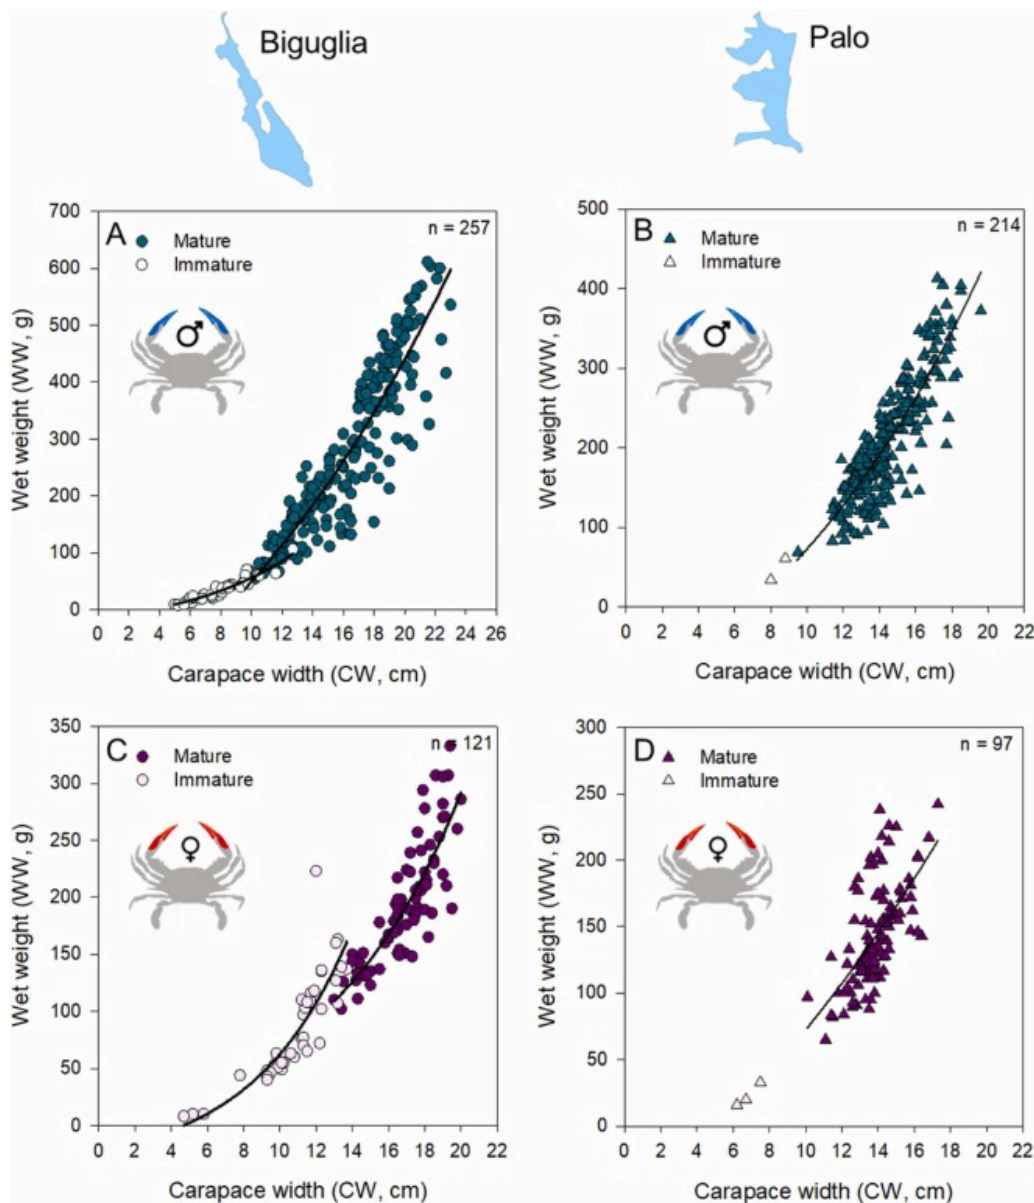 Biguglia
Palo
A
n = 257
Mature
Immature
♂
700
600
500
400
300
200
100
0
0 2 4 6 8 10 12 14 16 18 20 22 23 26
Wet weight (WW, g)
Carapace width (CW, cm)
B
n = 214
Mature
Immature
♂
500
400
300
200
100
0
0 2 4 6 8 10 12 14 16 18 20 22
Wet weight (WW, g)
Carapace width (CW, cm)
C
n = 121
Mature
Immature
♀
350
300
250
200
150
100
50
0
0 2 4 6 8 10 12 14 16 18 20 22
Wet weight (WW, g)
Carapace width (CW, cm)
D
n = 97
Mature
Immature
♀
300
250
200
150
100
50
0
0 2 4 6 8 10 12 14 16 18 20 22
Wet weight (WW, g)
Carapace width (CW, cm)